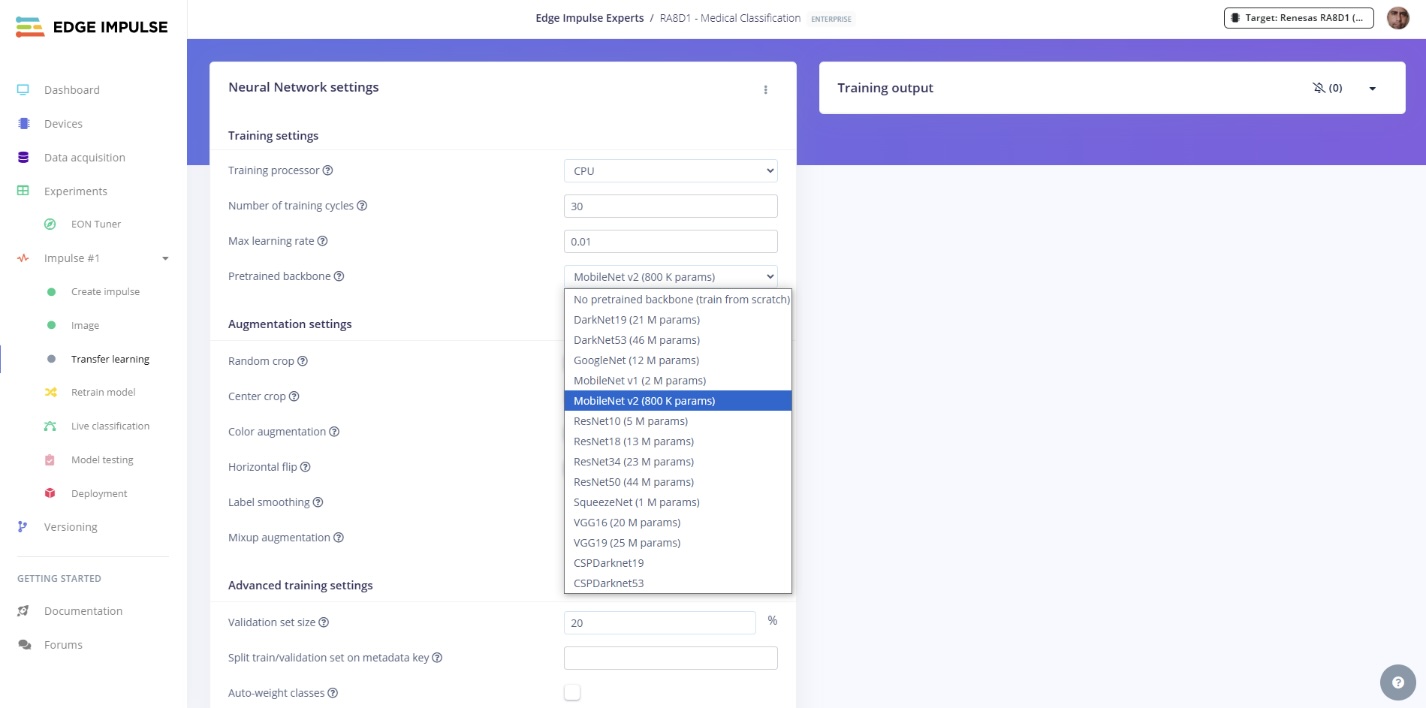 EDGE IMPULSE
Edge Impulse Experts / RA8D1 - Medical Classification ENTERPRISE
Target: Renesas RA8D1 (...
Dashboard
Devices
Data acquisition
Experiments
EON Tuner
Impulse #1
Create impulse
Image
Transfer learning
Retrain model
Live classification
Model testing
Deployment
Versioning
GETTING STARTED
Documentation
Forums
Neural Network settings
Training settings
Training processor
CPU
Number of training cycles
30
Max learning rate
0.01
Pretrained backbone
MobileNet v2 (800 K params)
No pretrained backbone (train from scratch)
DarkNet19 (21 M params)
DarkNet53 (46 M params)
GoogleNet (12 M params)
MobileNet v1 (2 M params)
MobileNet v2 (800 K params)
ResNet10 (5 M params)
ResNet18 (13 M params)
ResNet34 (23 M params)
ResNet50 (44 M params)
SqueezeNet (1 M params)
VGG16 (20 M params)
VGG19 (25 M params)
CSPDarknet19
CSPDarknet53
Augmentation settings
Random crop
Center crop
Color augmentation
Horizontal flip
Label smoothing
Mixup augmentation
Advanced training settings
Validation set size
20 %
Split train/validation set on metadata key
Auto-weight classes
Training output
(0)